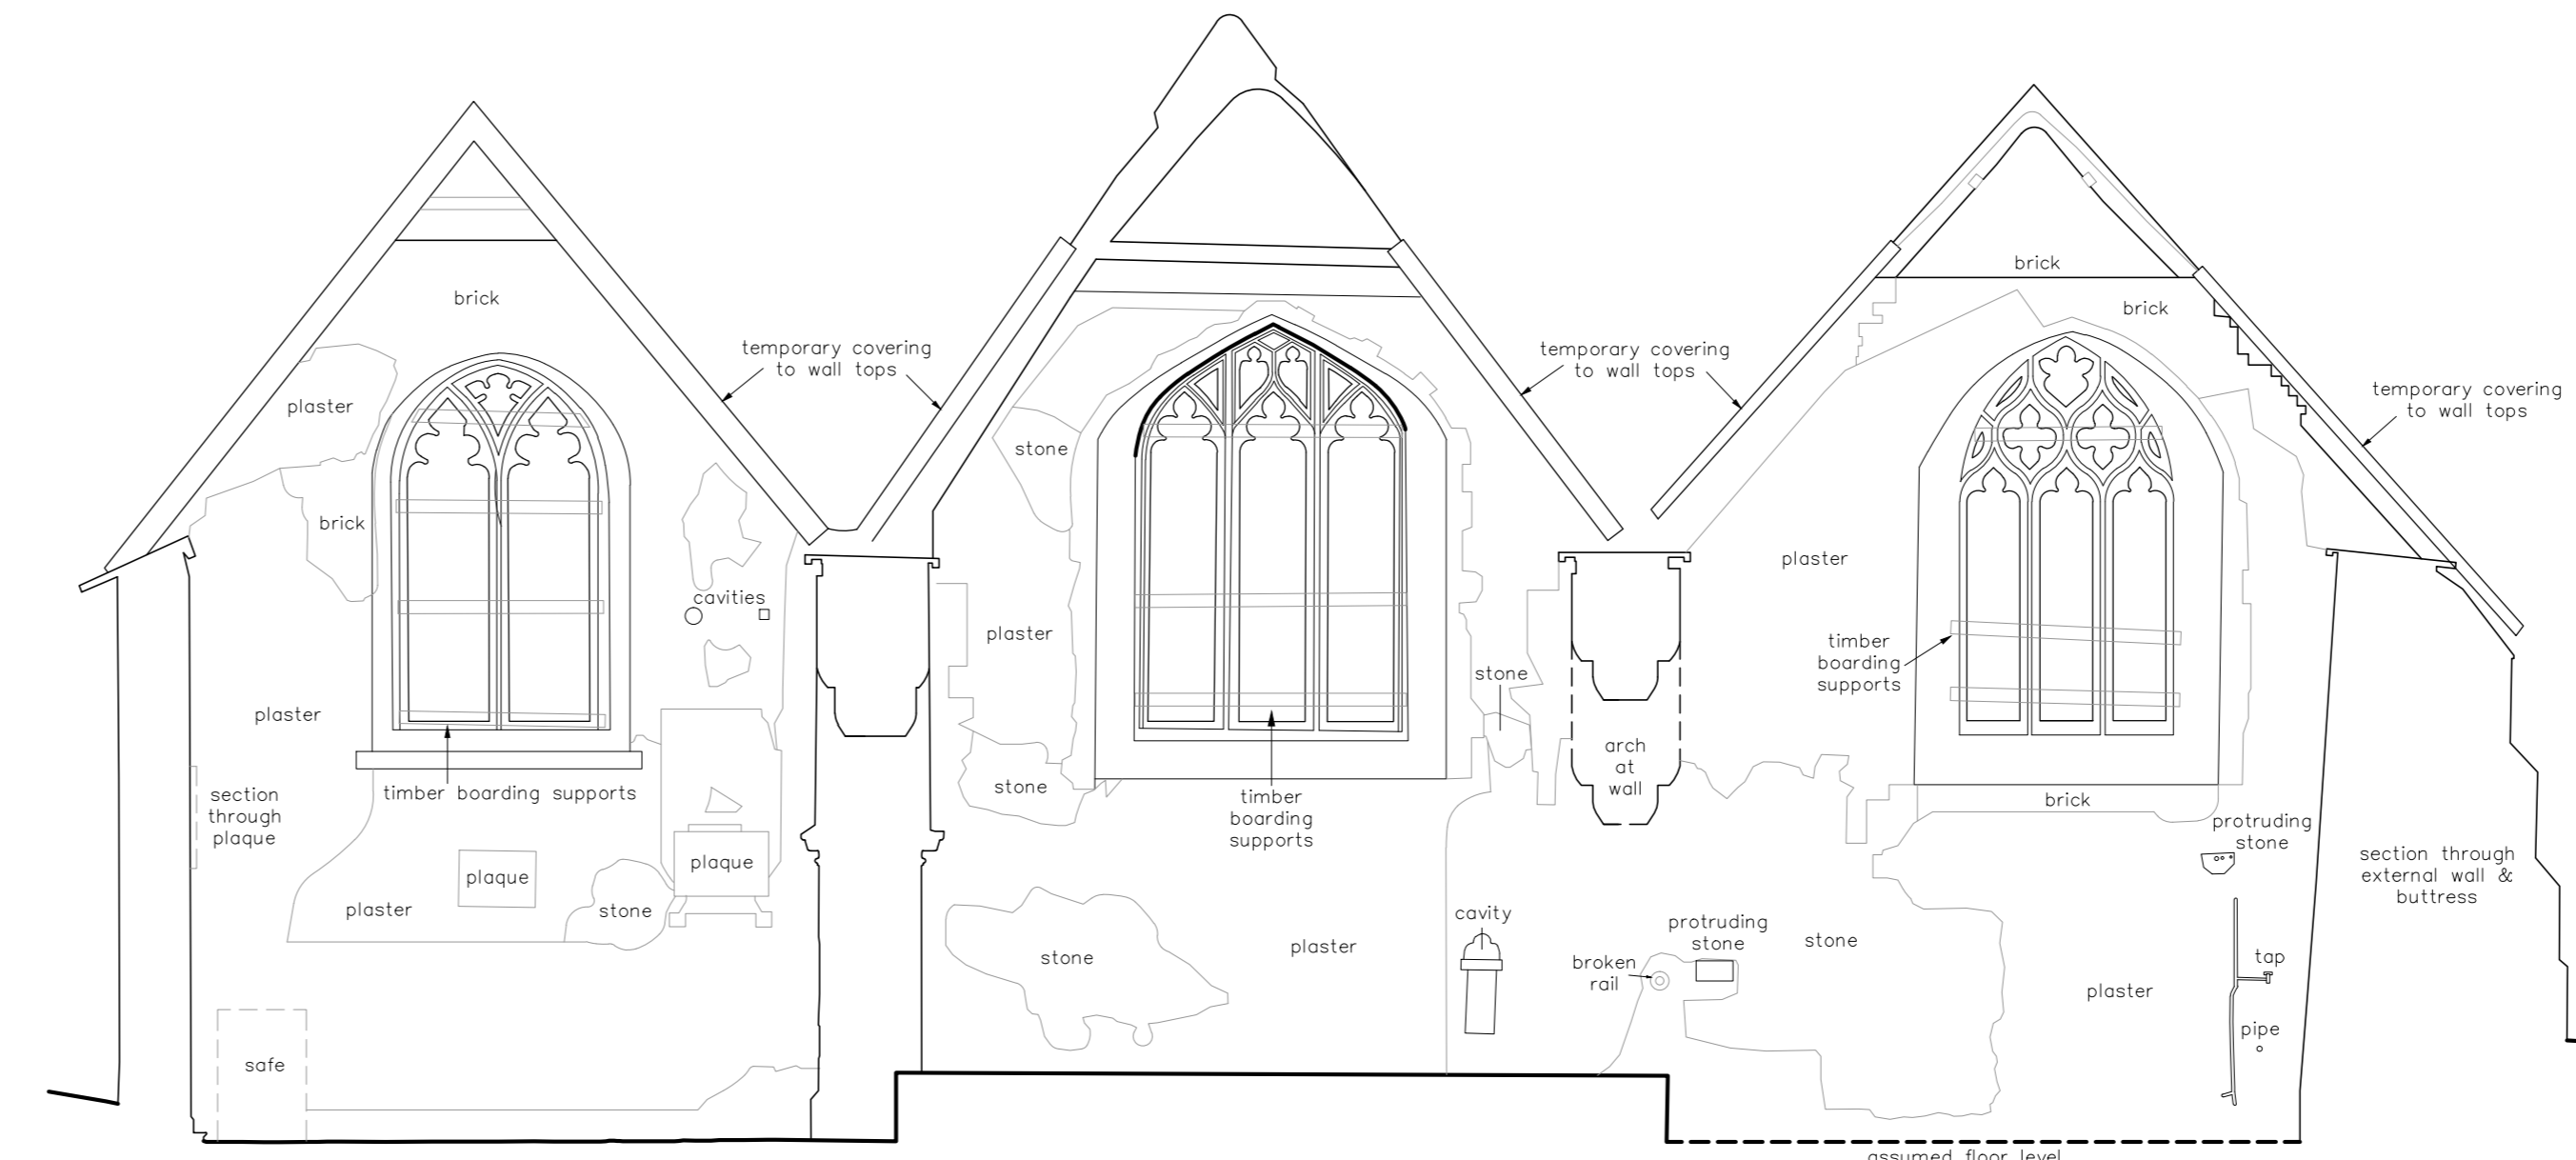 brick
plaster
brick
temporary covering
to wall tops
cavities
plaster
section
through
plaque
timber boarding supports
plaque
plaque
plaster
stone
safe
stone
plaster
stone
timber
boarding
supports
stone
plaster
stone
cavity
temporary covering
to wall tops
arch
at
wall
broken
rail
protruding
stone
stone
brick
brick
plaster
timber
boarding
supports
brick
protruding
stone
plaster
tap
pipe
temporary covering
to wall tops
section through
external wall &
buttress
assumed floor level